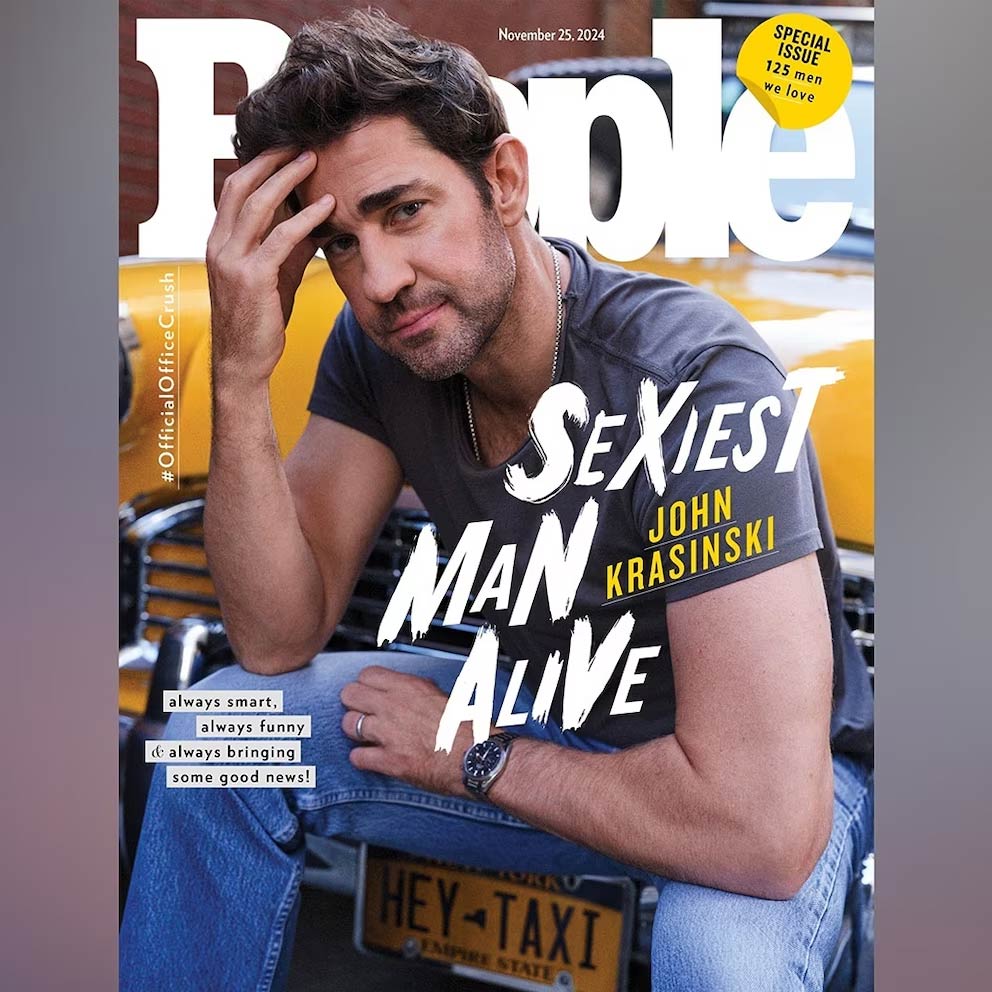 People
November 25, 2024
SPECIAL
ISSUE
125 men
we love
#OfficialOfficeCrush
SEXIEST
MAN
ALIVE
JOHN
KRASINSKI
always smart,
always funny
& always bringing
some good news!
HEY TAXI
EMPIRE STATE